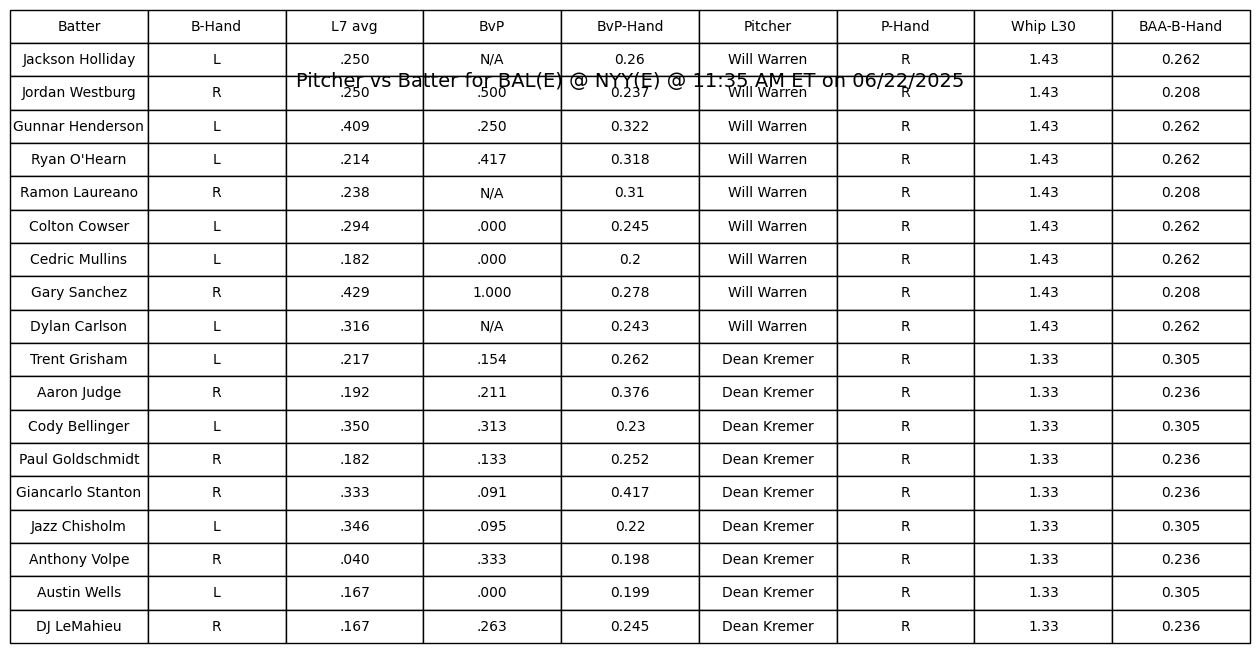 Batter B-Hand L7 avg BvP BvP-Hand Pitcher P-Hand Whip L30 BAA-B-Hand
Jackson Holliday L .250 N/A 0.26 Will Warren R 1.43 0.262
Pitcher vs Batter for BAL(E) @ NYY(E) @ 11:35 AM ET on 06/22/2025
Jordan Westburg R .250 .500 0.237 Will Warren R 1.43 0.208
Gunnar Henderson L .409 .250 0.322 Will Warren R 1.43 0.262
Ryan O'Hearn L .214 .417 0.318 Will Warren R 1.43 0.262
Ramon Laureano R .238 N/A 0.31 Will Warren R 1.43 0.208
Colton Cowser L .294 .000 0.245 Will Warren R 1.43 0.262
Cedric Mullins L .182 .000 0.2 Will Warren R 1.43 0.262
Gary Sanchez R .429 1.000 0.278 Will Warren R 1.43 0.208
Dylan Carlson L .316 N/A 0.243 Will Warren R 1.43 0.262
Trent Grisham L .217 .154 0.262 Dean Kremer R 1.33 0.305
Aaron Judge R .192 .211 0.376 Dean Kremer R 1.33 0.236
Cody Bellinger L .350 .313 0.23 Dean Kremer R 1.33 0.305
Paul Goldschmidt R .182 .133 0.252 Dean Kremer R 1.33 0.236
Giancarlo Stanton R .333 .091 0.417 Dean Kremer R 1.33 0.236
Jazz Chisholm L .346 .095 0.22 Dean Kremer R 1.33 0.305
Anthony Volpe R .040 .333 0.198 Dean Kremer R 1.33 0.236
Austin Wells L .167 .000 0.199 Dean Kremer R 1.33 0.305
DJ LeMahieu R .167 .263 0.245 Dean Kremer R 1.33 0.236